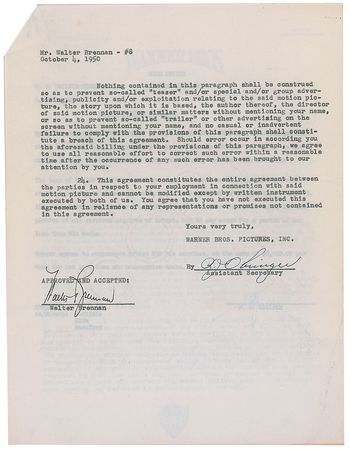 Mr. Walter Brennan - #8
October 4, 1950
Nothing contained in this paragraph shall be construed
so as to prevent so-called "teaser" and/or special and/or group adver-
tising, publicity and/or exploitation relating to the said motion pic-
ture, the story upon which it is based, the author thereof, the director
of said motion picture, or similar matters without mentioning your name,
or so as to prevent so-called "trailer" or other advertising on the
screen without mentioning your name, and no casual or inadvertent
failure to comply with the provisions of this paragraph shall consti-
tute a breach of this agreement. Should error occur in according you
the aforesaid billing under the provisions of this paragraph, we agree
to use all reasonable effort to correct such error within a reasonable
time after the occurrence of any such error has been brought to our
attention by you.
24. This agreement constitutes the entire agreement between
the parties in respect to your employment in connection with said
motion picture and cannot be modified except by written instrument
executed by both of us. You agree that you have not executed this
agreement in reliance of any representations or promises not contained
in this agreement.
Yours very truly,
WARNER BROS. PICTURES, INC.
By
Assistant Secretary
APPROVED AND ACCEPTED:
Walter Brennan
Walter Brennan